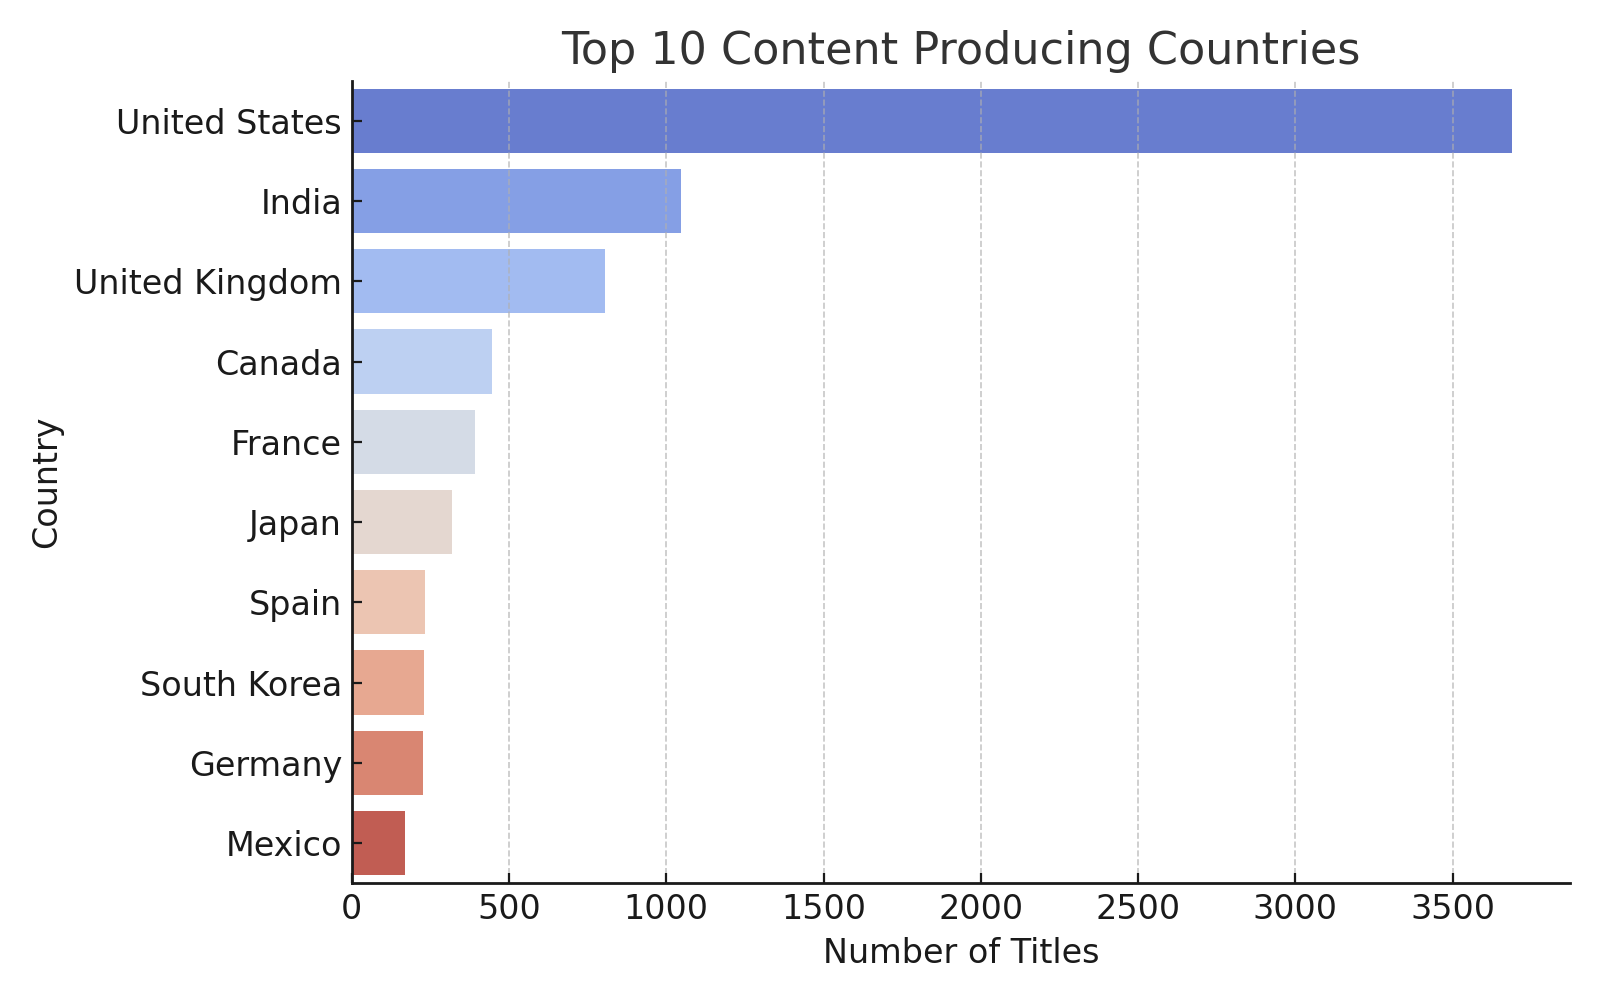 Top 10 Content Producing Countries
United States
India
United Kingdom
Canada
France
Japan
Spain
South Korea
Germany
Mexico
Country
0 500 1000 1500 2000 2500 3000 3500
Number of Titles